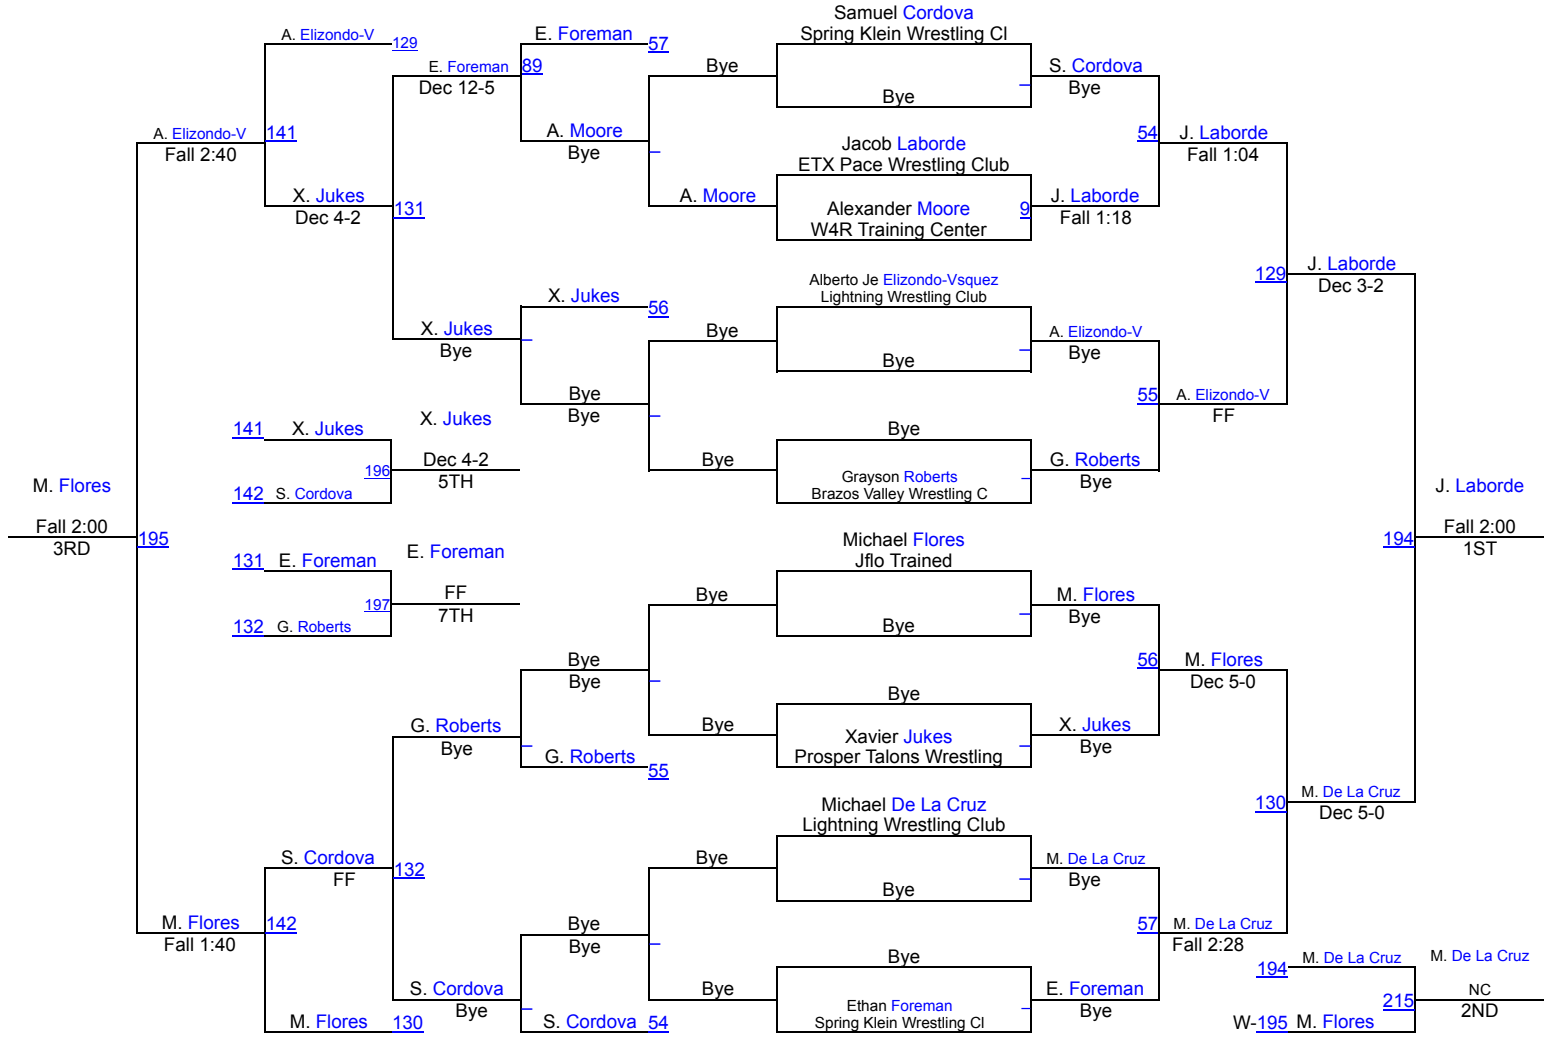 Samuel Cordova
Spring Klein Wrestling Cl
A. Elizondo-V
129
E. Foreman
57
E. Foreman
89
Dec 12-5
Bye
Bye
S. Cordova
Bye
A. Elizondo-V
141
Fall 2:40
A. Moore
Bye
Jacob Laborde
ETX Pace Wrestling Club
54
J. Laborde
Fall 1:04
X. Jukes
Dec 4-2
131
A. Moore
Alexander Moore
W4R Training Center
9
J. Laborde
Fall 1:18
129
J. Laborde
Dec 3-2
X. Jukes
56
Alberto Je Elizondo-Vsquez
Lightning Wrestling Club
X. Jukes
Bye
Bye
Bye
A. Elizondo-V
Bye
Bye
Bye
55
A. Elizondo-V
FF
141
X. Jukes
X. Jukes
Dec 4-2
5TH
196
142
S. Cordova
Bye
Bye
Grayson Roberts
Brazos Valley Wrestling C
G. Roberts
Bye
M. Flores
Fall 2:00
3RD
195
J. Laborde
194
Fall 2:00
1ST
131
E. Foreman
E. Foreman
FF
7TH
197
132
G. Roberts
Michael Flores
Jflo Trained
Bye
Bye
M. Flores
Bye
Bye
Bye
56
M. Flores
Dec 5-0
G. Roberts
Bye
G. Roberts
55
Bye
Bye
Xavier Jukes
Prosper Talons Wrestling
X. Jukes
Bye
130
M. De La Cruz
Dec 5-0
Michael De La Cruz
Lightning Wrestling Club
S. Cordova
FF
132
Bye
Bye
M. De La Cruz
Bye
M. Flores
142
Fall 1:40
Bye
Bye
57
M. De La Cruz
Fall 2:28
S. Cordova
Bye
Bye
Bye
Ethan Foreman
Spring Klein Wrestling Cl
E. Foreman
Bye
M. Flores
130
S. Cordova
54
194
M. De La Cruz
M. De La Cruz
215
NC
2ND
W-195
M. Flores